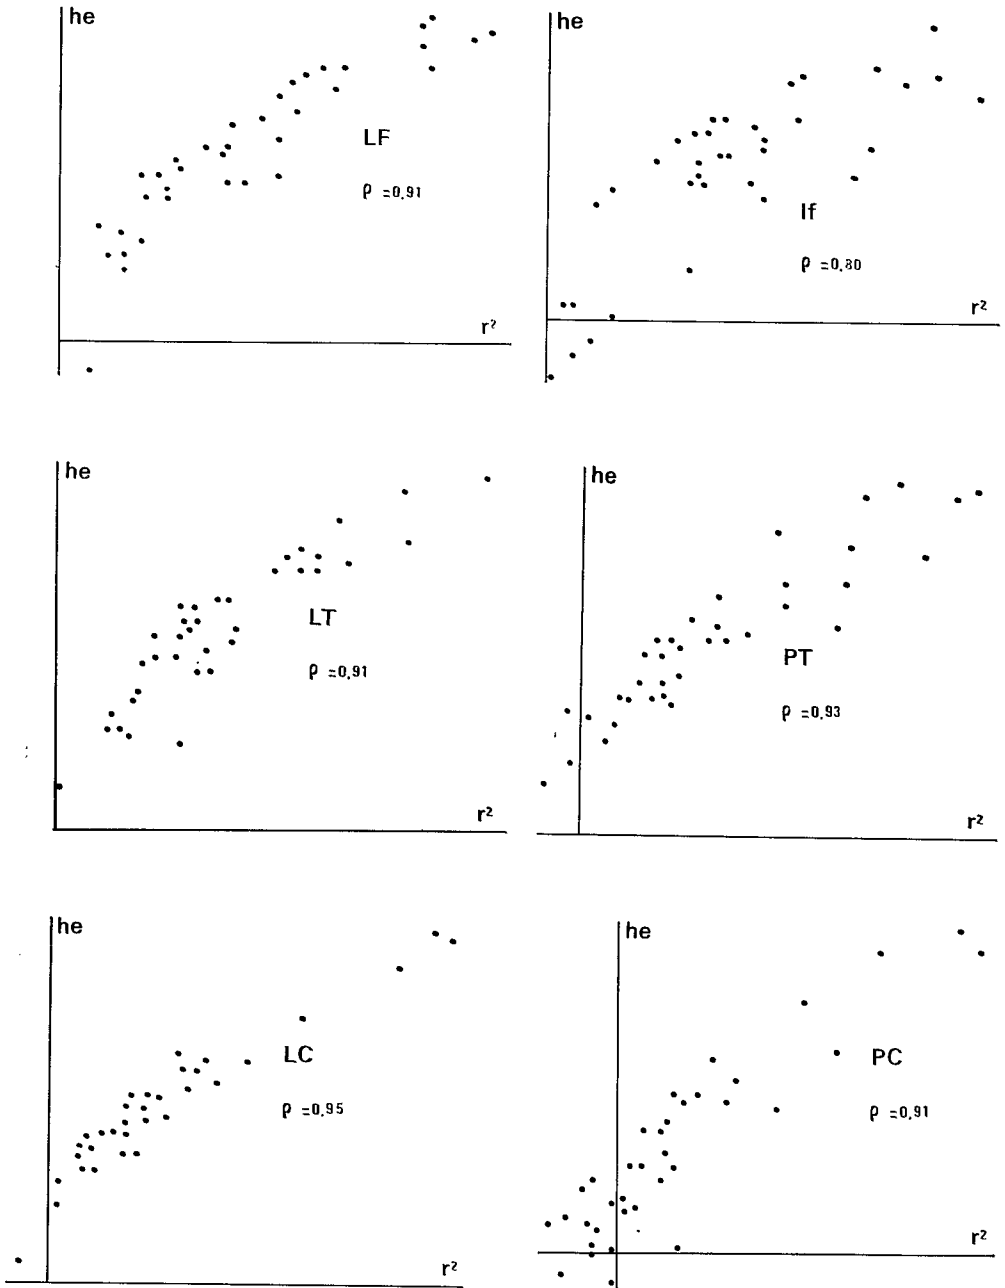 he
LF
ρ =0,91
r²
he
lf
ρ =0,80
r²
he
LT
ρ =0,91
r²
he
PT
ρ =0,93
r²
he
LC
ρ =0,95
r²
he
PC
ρ =0,91
r²